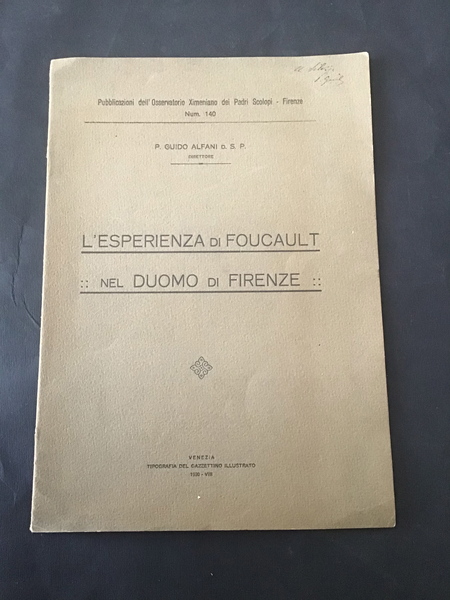 Pubblicazioni dell'Osservatorio Ximeniano dei Padri Scolopi - Firenze
Num. 140
P. GUIDO ALFANI D. S. P.
DIRETTORE
L'ESPERIENZA DI FOUCAULT
:: NEL DUOMO DI FIRENZE ::
VENEZIA
TIPOGRAFIA DEL GAZZETTINO ILLUSTRATO